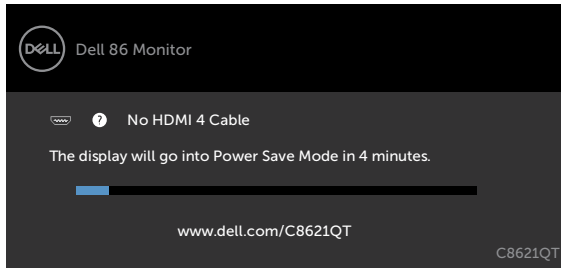 DELL Dell 86 Monitor
? No HDMI 4 Cable
The display will go into Power Save Mode in 4 minutes.
www.dell.com/C8621QT
C8621QT